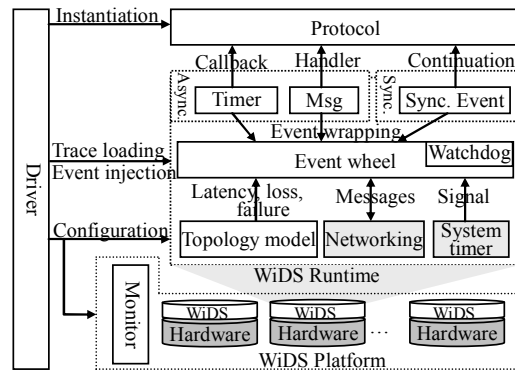 Instantiation
Protocol
Callback
Handler
Continuation
Async.
Timer
Msg
Sync.
Sync. Event
Event wrapping
Driver
Trace loading
Event injection
Event wheel
Watchdog
Latency, loss,
failure
Messages
Signal
Configuration
Topology model
Networking
System
timer
WiDS Runtime
Monitor
WiDS
Hardware
WiDS
Hardware
...
WiDS
Hardware
WiDS Platform